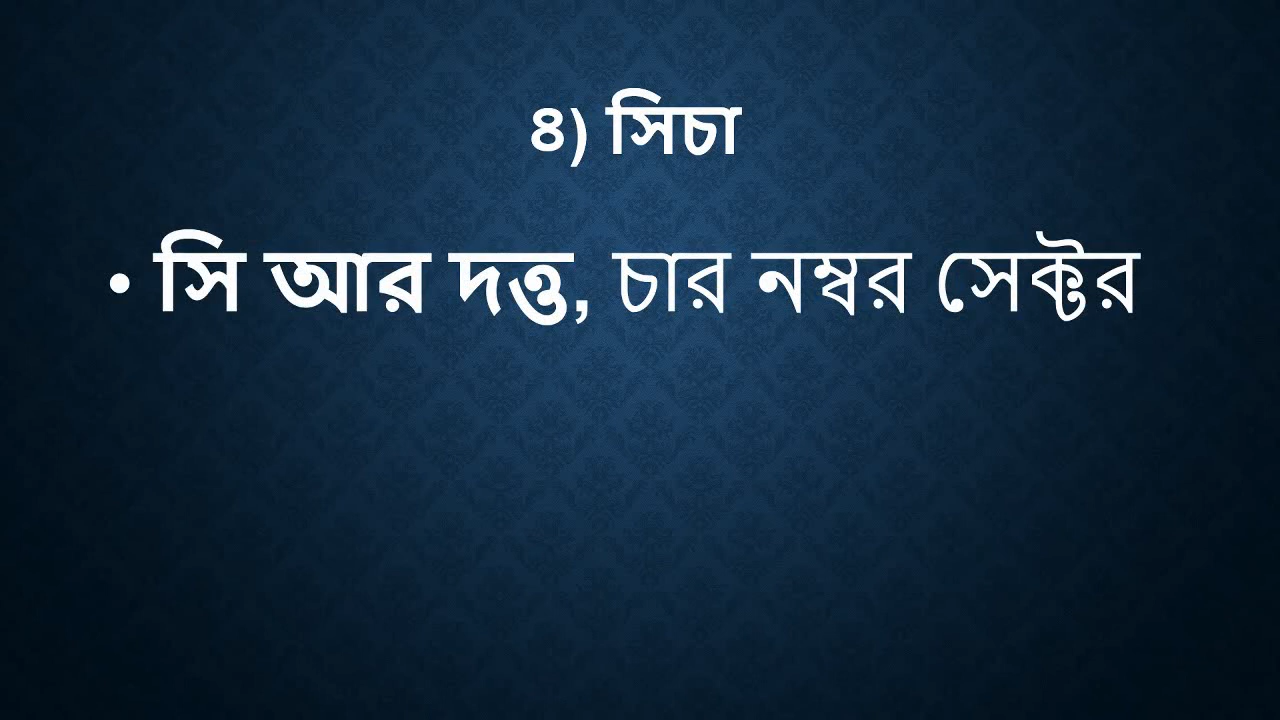 ৪) সিচা
• সি আর দত্ত, চার নম্বর সেক্টর